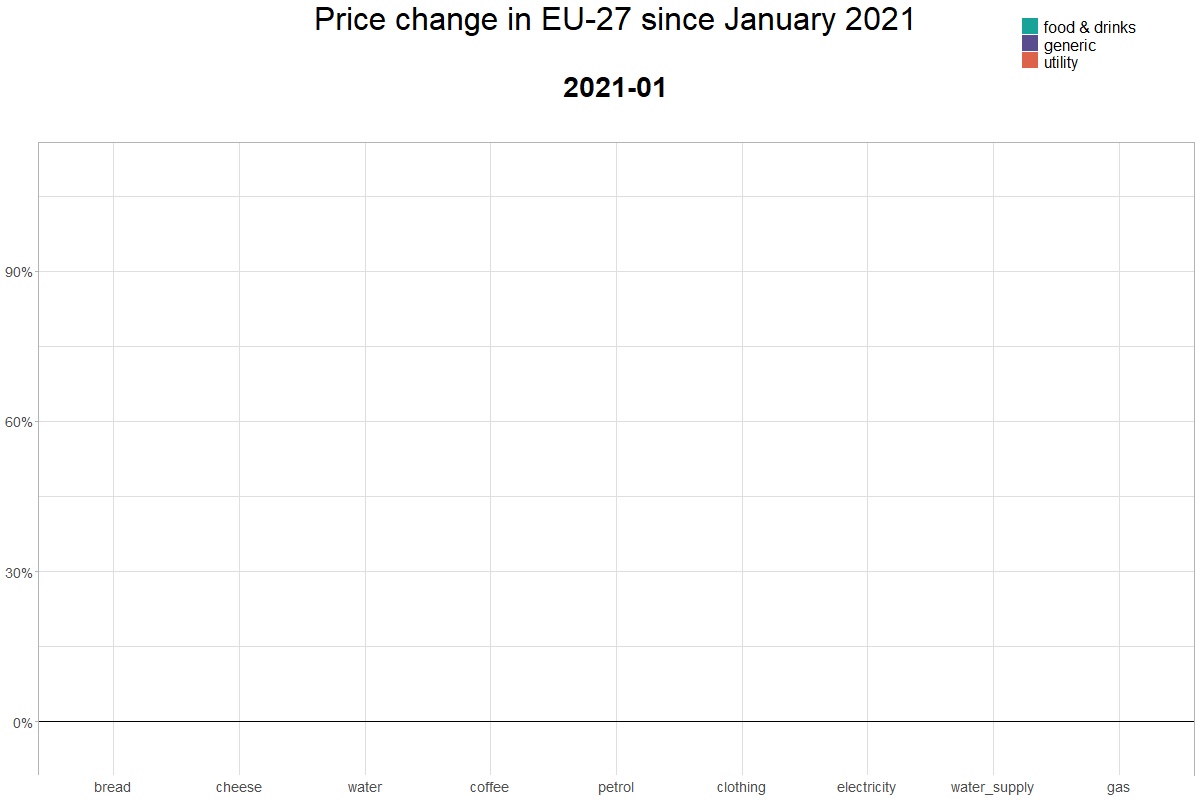 Price change in EU-27 since January 2021
food & drinks
generic
utility
2021-01
90%
60%
30%
0%
bread cheese water coffee petrol clothing electricity water_supply gas